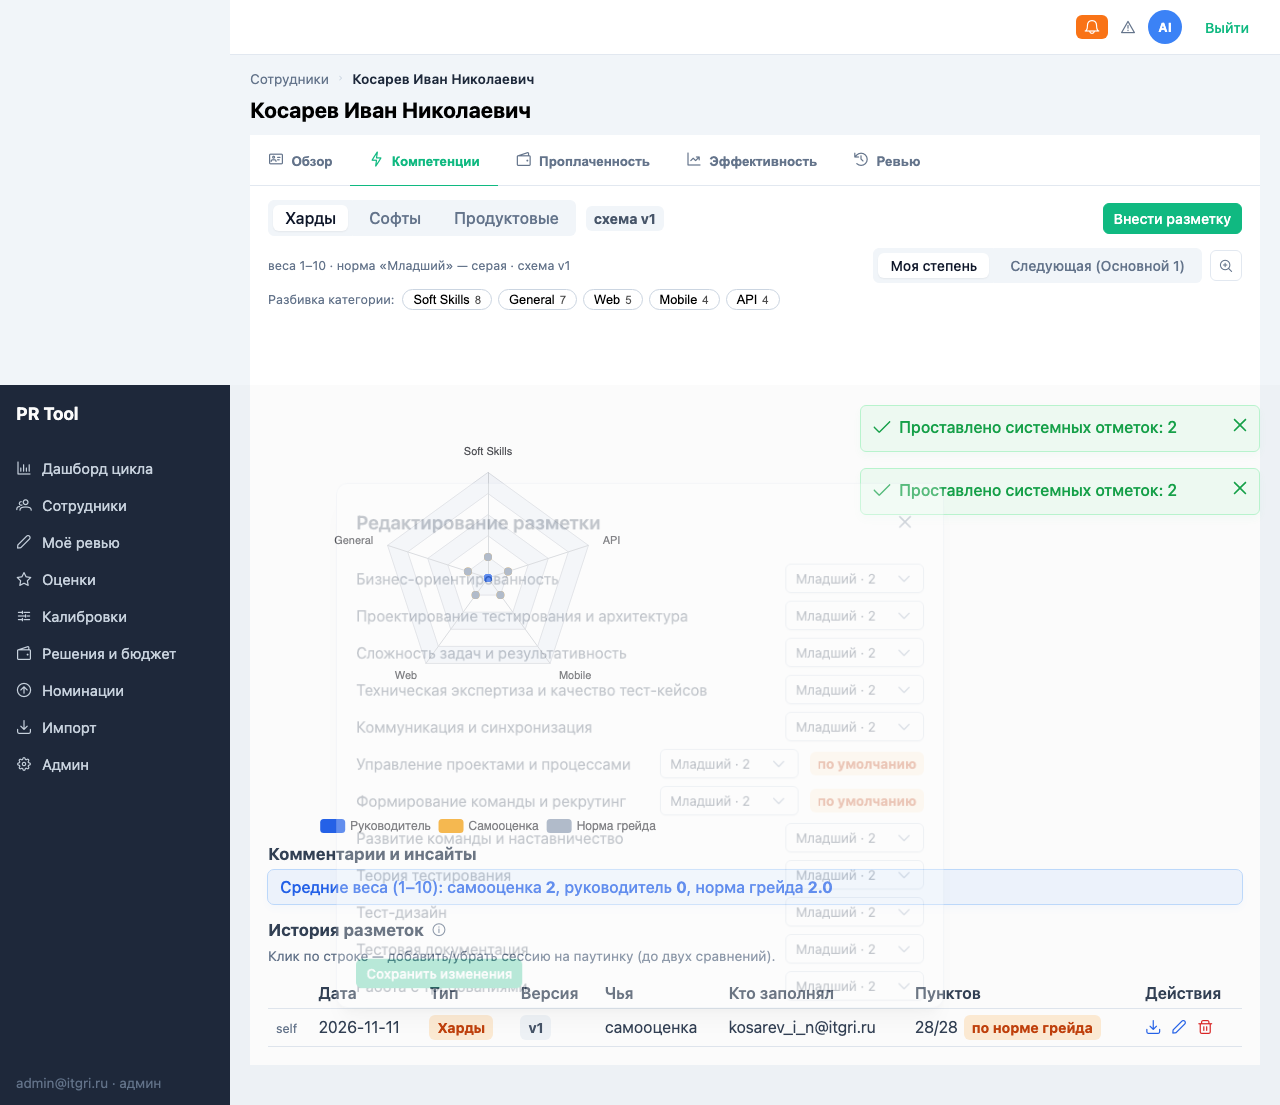 AI
Выйти
Сотрудники
Косарев Иван Николаевич
Косарев Иван Николаевич
Обзор
Компетенции
Проплаченность
Эффективность
Ревью
Харды
Софты
Продуктовые
схема v1
Внести разметку
веса 1–10 · норма «Младший» — серая · схема v1
Моя степень
Следующая (Основной 1)
Разбивка категории:
Soft Skills 8
General 7
Web 5
Mobile 4
API 4
PR Tool
Дашборд цикла
Сотрудники
Моё ревью
Оценки
Калибровки
Решения и бюджет
Номинации
Импорт
Админ
admin@itgri.ru · админ
Проставлено системных отметок: 2
Проставлено системных отметок: 2
Soft Skills
General
API
Web
Mobile
Редактирование разметки
Бизнес-ориентированность
Младший · 2
Проектирование тестирования и архитектура
Младший · 2
Сложность задач и результативность
Младший · 2
Техническая экспертиза и качество тест-кейсов
Младший · 2
Коммуникация и синхронизация
Младший · 2
Управление проектами и процессами
Младший · 2
по умолчанию
Формирование команды и рекрутинг
Младший · 2
по умолчанию
Развитие команды и наставничество
Младший · 2
Теория тестирования
Младший · 2
Тест-дизайн
Младший · 2
Тестовая документация
Младший · 2
Младший · 2
Сохранить изменения
Руководитель
Самооценка
Норма грейда
Комментарии и инсайты
Средние веса (1–10): самооценка 2, руководитель 0, норма грейда 2.0
История разметок
Клик по строке — добавить/убрать сессию на паутинку (до двух сравнений).
Дата
Тип
Версия
Чья
Кто заполнял
Пунктов
Действия
self
2026-11-11
Харды
v1
самооценка
kosarev_i_n@itgri.ru
28/28
по норме грейда